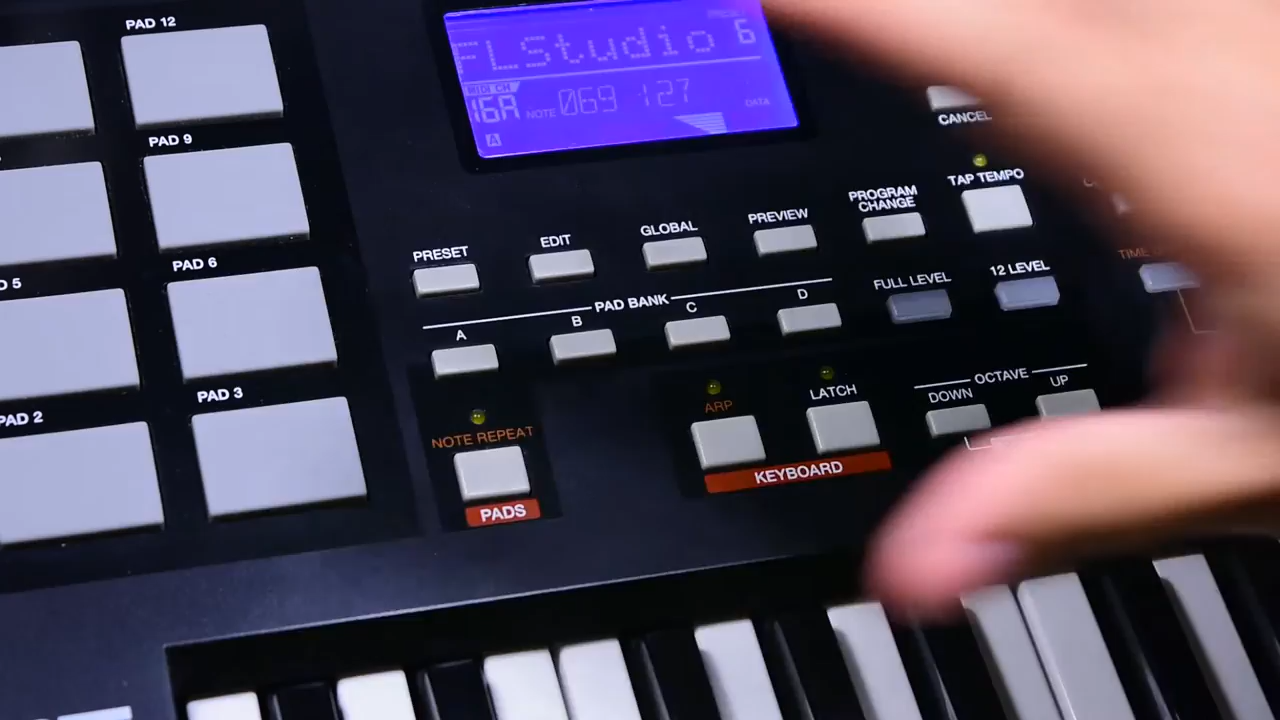 PAD 12
PAD 9
PAD 6
PAD 3
PAD 2
FLStudio 6
MIDI CH
16A NOTE 069 127 DATA
A
CANCEL
TAP TEMPO
PROGRAM
CHANGE
PREVIEW
GLOBAL
EDIT
PRESET
PAD BANK
A B C D
FULL LEVEL
12 LEVEL
NOTE REPEAT
PADS
ARP
LATCH
KEYBOARD
OCTAVE
DOWN UP
TIME